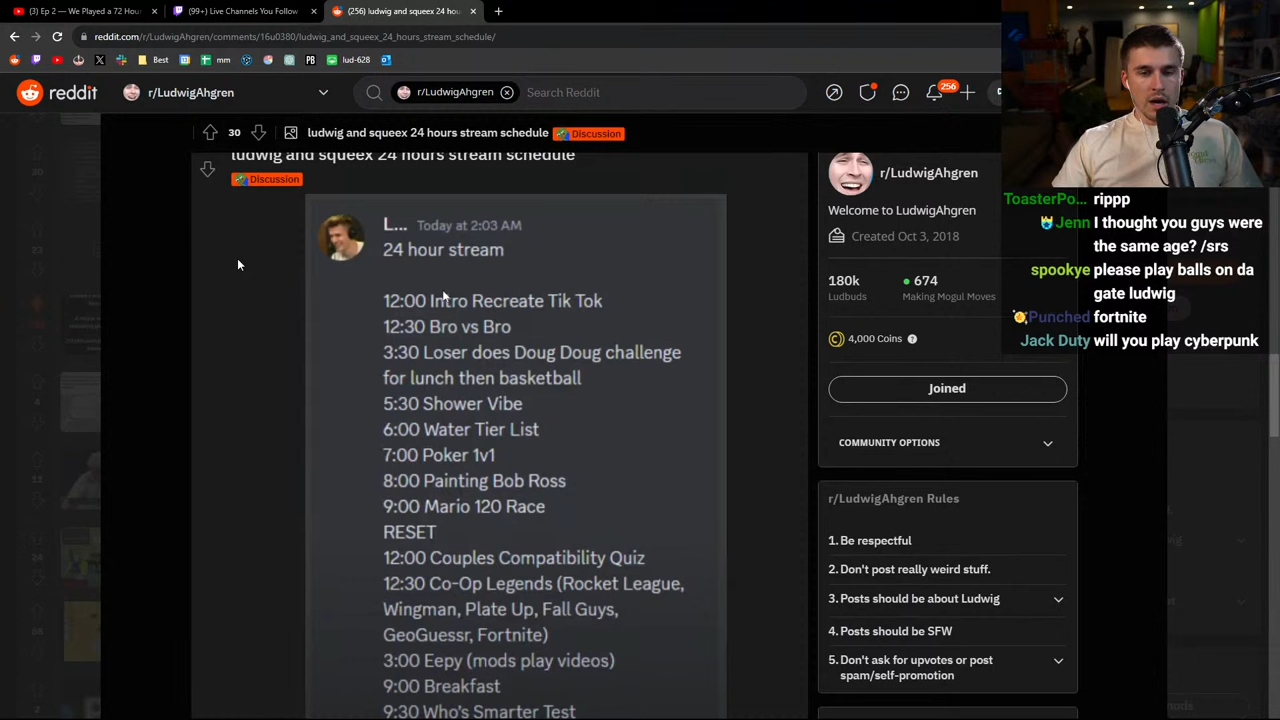 (3) Ep 2 — We Played a 72 Hour
(99+) Live Channels You Follow
(256) ludwig and squeex 24 hou
reddit.com/r/LudwigAhgren/comments/16u0380/ludwig_and_squeex_24_hours_stream_schedule/
Best
mm
PB
lud-628
reddit
r/LudwigAhgren
r/LudwigAhgren
Search Reddit
256
30
ludwig and squeex 24 hours stream schedule
Discussion
ludwig and squeex 24 hours stream schedule
Discussion
L... Today at 2:03 AM
24 hour stream
12:00 Intro Recreate Tik Tok
12:30 Bro vs Bro
3:30 Loser does Doug Doug challenge
for lunch then basketball
5:30 Shower Vibe
6:00 Water Tier List
7:00 Poker 1v1
8:00 Painting Bob Ross
9:00 Mario 120 Race
RESET
12:00 Couples Compatibility Quiz
12:30 Co-Op Legends (Rocket League,
Wingman, Plate Up, Fall Guys,
GeoGuessr, Fortnite)
3:00 Eepy (mods play videos)
9:00 Breakfast
9:30 Who's Smarter Test
r/LudwigAhgren
Welcome to LudwigAhgren
Created Oct 3, 2018
180k
674
Ludbuds
Making Mogul Moves
4,000 Coins
Joined
COMMUNITY OPTIONS
r/LudwigAhgren Rules
1. Be respectful
2. Don't post really weird stuff.
3. Posts should be about Ludwig
4. Posts should be SFW
5. Don't ask for upvotes or post
spam/self-promotion
ToasterPo... rippp
Jenn I thought you guys were
the same age? /srs
spookye please play balls on da
gate ludwig
Punched fortnite
Jack Duty will you play cyberpunk